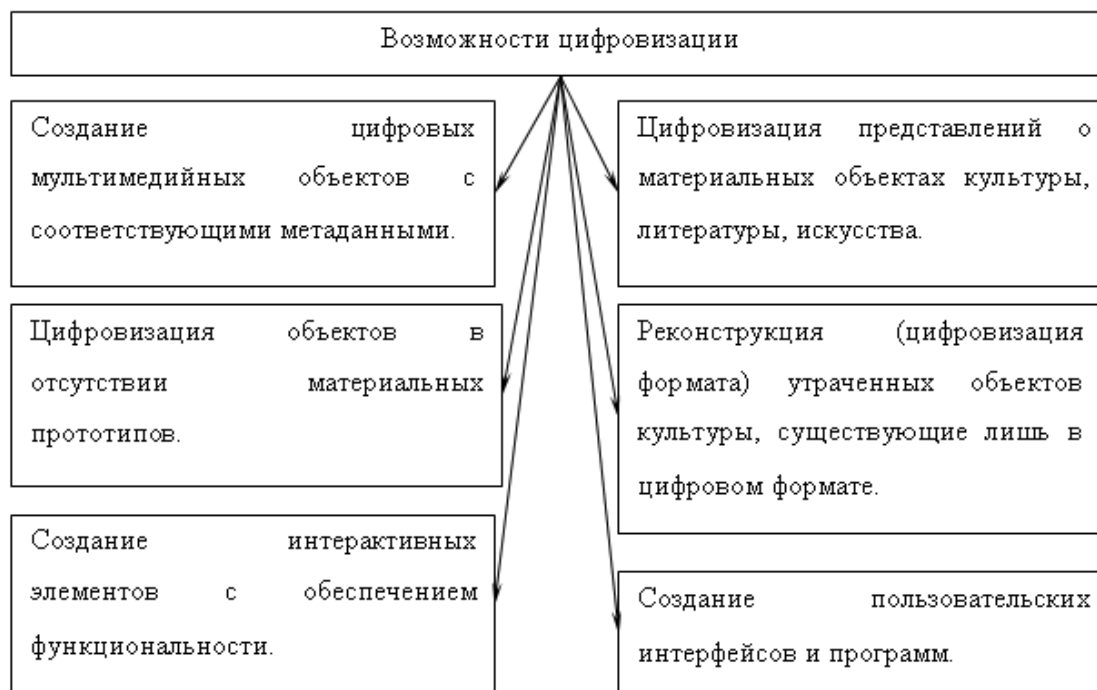 Возможности цифровизации
Создание цифровых
мультимедийных объектов с
соответствующими метаданными.
Цифровизация представлений о
материальных объектах культуры,
литературы, искусства.
Цифровизация объектов в
отсутствии материальных
прототипов.
Реконструкция (цифровизация
формата) утраченных объектов
культуры, существующие лишь в
цифровом формате.
Создание интерактивных
элементов с обеспечением
функциональности.
Создание пользовательских
интерфейсов и программ.